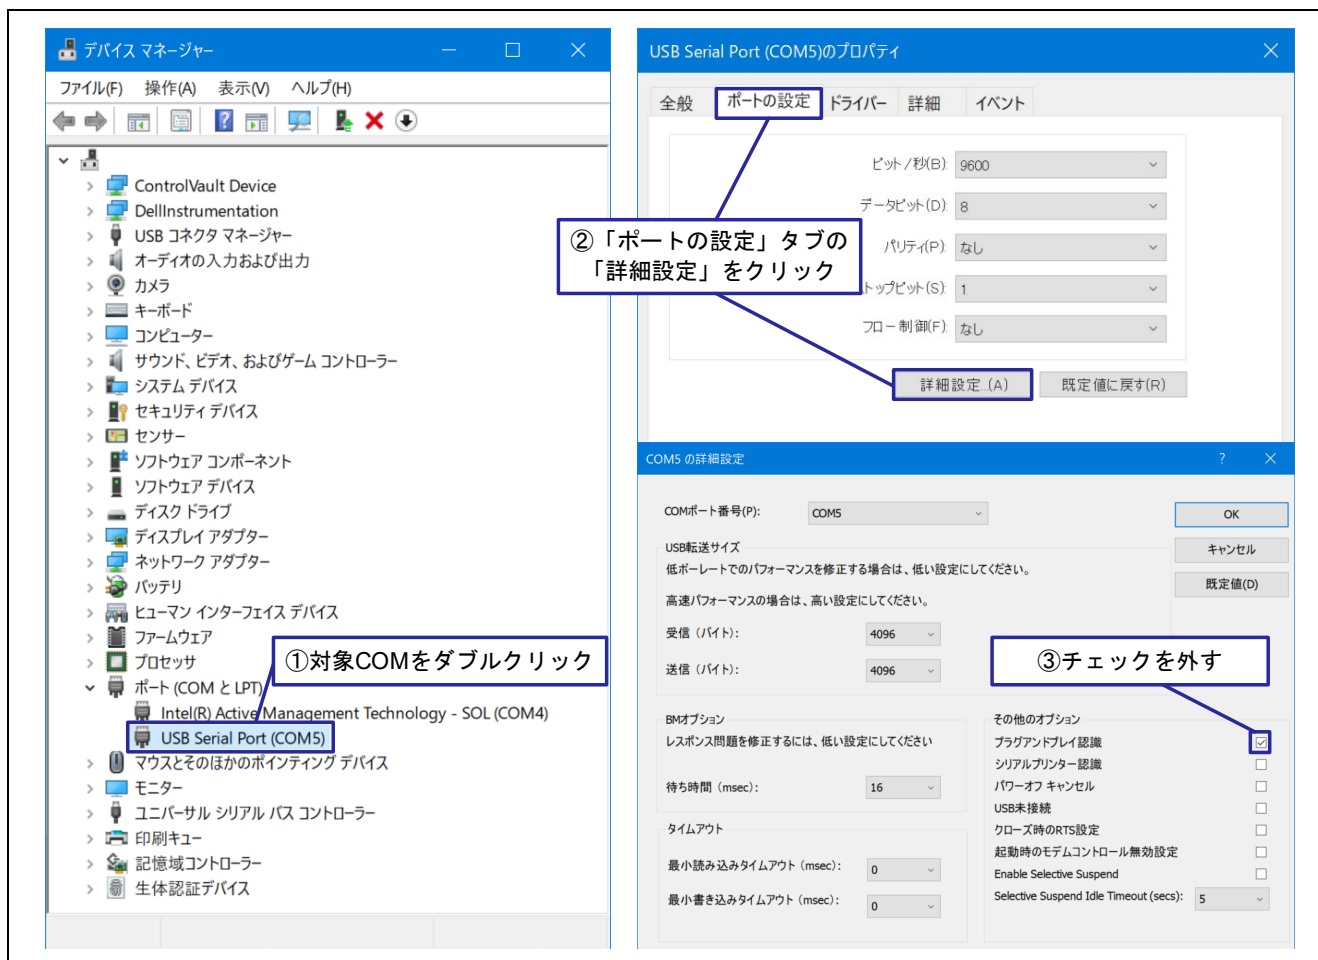 デバイス マネージャー
ファイル(F) 操作(A) 表示(V) ヘルプ(H)
ControlVault Device
DellInstrumentation
USB コネクタ マネージャー
オーディオの入力および出力
カメラ
キーボード
コンピューター
サウンド、ビデオ、およびゲーム コントローラー
システム デバイス
セキュリティ デバイス
センサー
ソフトウェア コンポーネント
ソフトウェア デバイス
ディスク ドライブ
ディスプレイ アダプター
ネットワーク アダプター
バッテリ
ヒューマン インターフェイス デバイス
ファームウェア
プロセッサ
①対象COMをダブルクリック
ポート (COM と LPT)
Intel(R) Active Management Technology - SOL (COM4)
USB Serial Port (COM5)
マウスとそのほかのポインティング デバイス
モニター
ユニバーサル シリアル バス コントローラー
印刷キュー
記憶域コントローラー
生体認証デバイス
USB Serial Port (COM5)のプロパティ
全般 ポートの設定 ドライバー 詳細 イベント
ビット/秒(B): 9600
データビット(D): 8
②「ポートの設定」タブの
「詳細設定」をクリック
パリティ(P): なし
トップビット(S): 1
フロー制御(F): なし
詳細設定...(A) 既定値に戻す(R)
COM5 の詳細設定 ?
COMポート番号(P): COM5
OK
キャンセル
既定値(D)
USB転送サイズ
低ボーレートでのパフォーマンスを修正する場合は、低い設定にしてください。
高速パフォーマンスの場合は、高い設定にしてください。
受信 (バイト): 4096
送信 (バイト): 4096
③チェックを外す
BMオプション
レスポンス問題を修正するには、低い設定にしてください
待ち時間 (msec): 16
タイムアウト
最小読み込みタイムアウト (msec): 0
最小書き込みタイムアウト (msec): 0
その他のオプション
プラグアンドプレイ認識
シリアルプリンター認識
パワーオフ キャンセル
USB未接続
クローズ時のRTS設定
起動時のモデムコントロール無効設定
Enable Selective Suspend
Selective Suspend Idle Timeout (secs): 5